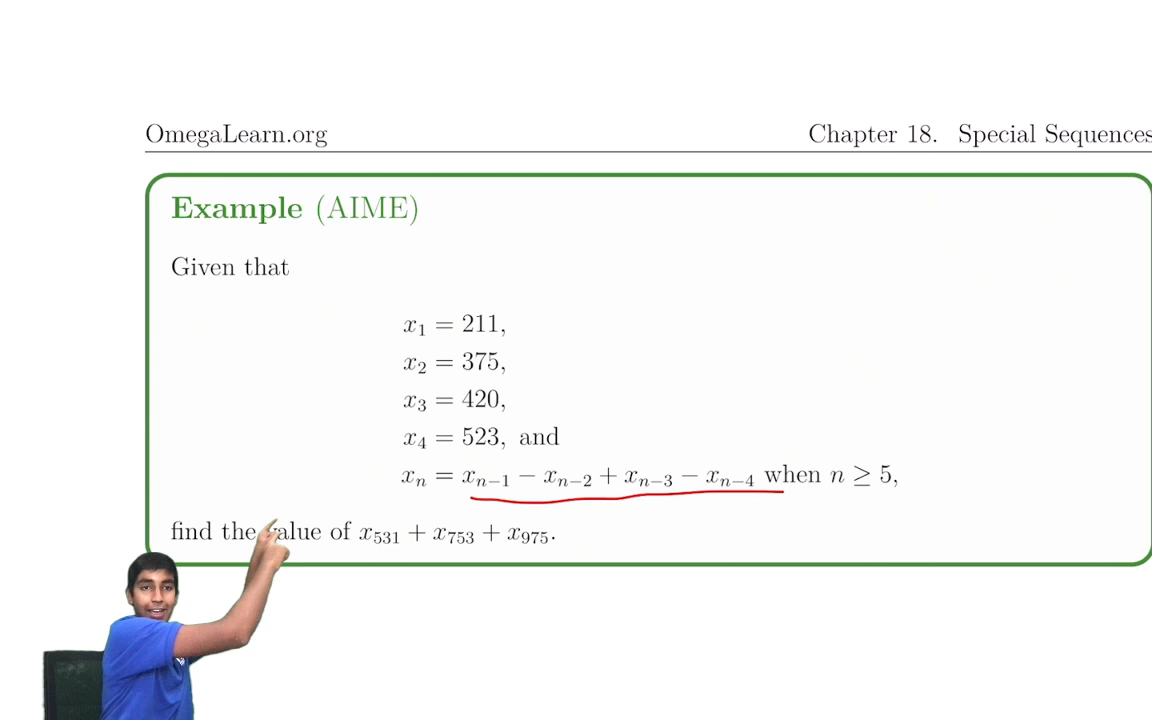 OmegaLearn.org Chapter 18. Special Sequences
Example (AIME)
Given that
x₁ = 211,
x₂ = 375,
x₃ = 420,
x₄ = 523, and
xₙ = xₙ₋₁ − xₙ₋₂ + xₙ₋₃ − xₙ₋₄ when n ≥ 5,
find the value of x₅₃₁ + x₇₅₃ + x₉₇₅.